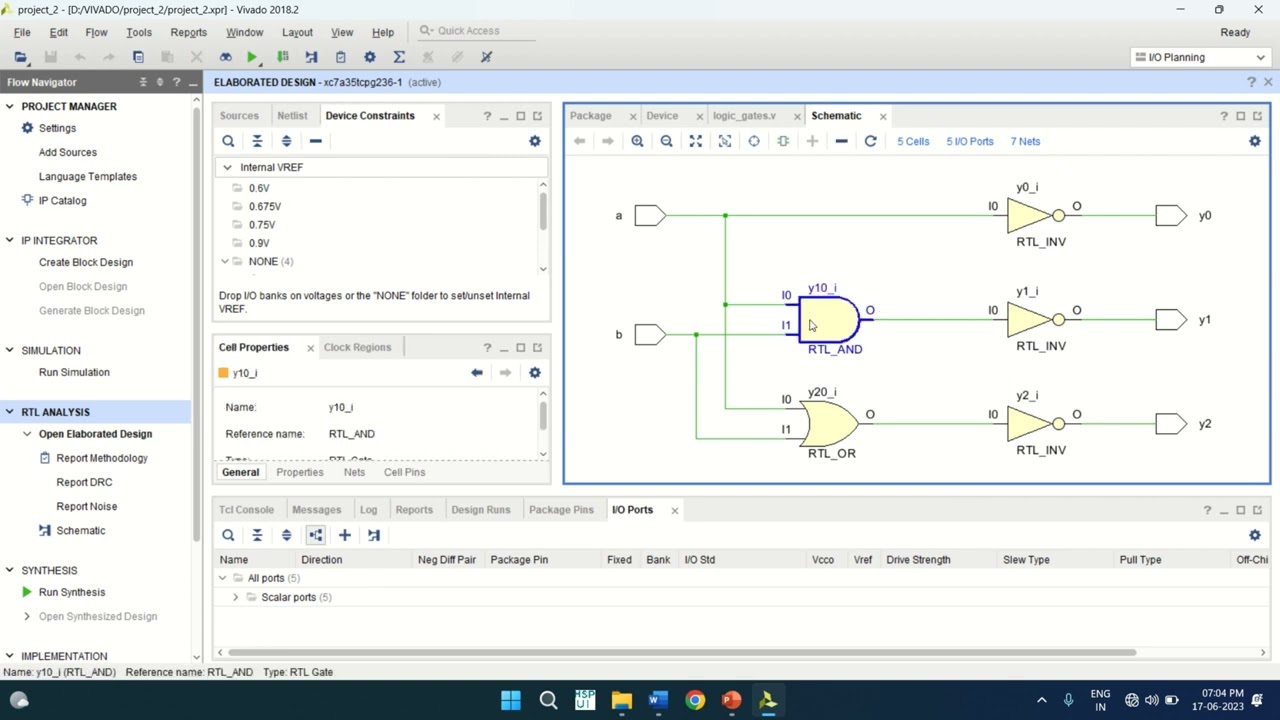 project_2 - [D:/VIVADO/project_2/project_2.xpr] - Vivado 2018.2
File Edit Flow Tools Reports Window Layout View Help Quick Access Ready
I/O Planning
Flow Navigator
ELABORATED DESIGN - xc7a35tcpg236-1 (active)
PROJECT MANAGER
Settings
Add Sources
Language Templates
IP Catalog
IP INTEGRATOR
Create Block Design
Open Block Design
Generate Block Design
SIMULATION
Run Simulation
RTL ANALYSIS
Open Elaborated Design
Report Methodology
Report DRC
Report Noise
Schematic
SYNTHESIS
Run Synthesis
Open Synthesized Design
IMPLEMENTATION
Sources Netlist Device Constraints
Internal VREF
0.6V
0.675V
0.75V
0.9V
NONE (4)
Drop I/O banks on voltages or the "NONE" folder to set/unset Internal
VREF.
Cell Properties Clock Regions
y10_i
Name: y10_i
Reference name: RTL_AND
General Properties Nets Cell Pins
Package Device logic_gates.v Schematic
5 Cells 5 I/O Ports 7 Nets
y0_i
a I0 O y0
RTL_INV
y10_i y1_i
I0 O I0 O y1
b I1
RTL_AND RTL_INV
y20_i y2_i
I0 O I0 O y2
I1
RTL_OR RTL_INV
Tcl Console Messages Log Reports Design Runs Package Pins I/O Ports
Name Direction Neg Diff Pair Package Pin Fixed Bank I/O Std Vcco Vref Drive Strength Slew Type Pull Type Off-Chi
All ports (5)
Scalar ports (5)
Name: y10_i (RTL_AND) Reference name: RTL_AND Type: RTL Gate
HSP
UI
ENG
IN
07:04 PM
17-06-2023